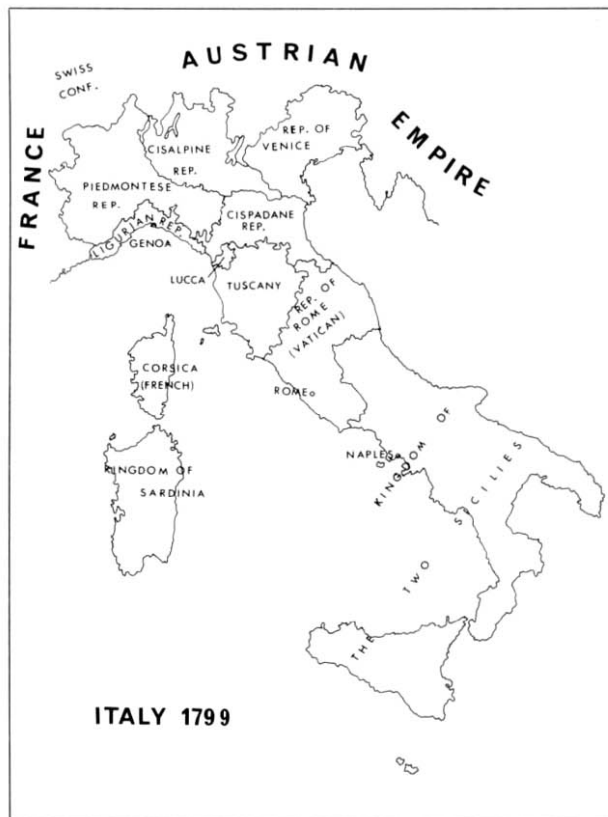 SWISS
CONF.
AUSTRIAN
EMPIRE
FRANCE
REP. OF
VENICE
CISALPINE
REP.
PIEDMONTESE
REP.
CISPADANE
REP.
LIGURIAN REP.
GENOA
LUCCA
TUSCANY
REP. OF
ROME
(VATICAN)
CORSICA
(FRENCH)
ROME
NAPLES
KINGDOM OF
KINGDOM OF
SARDINIA
SICILIES
TWO
THE
ITALY 1799